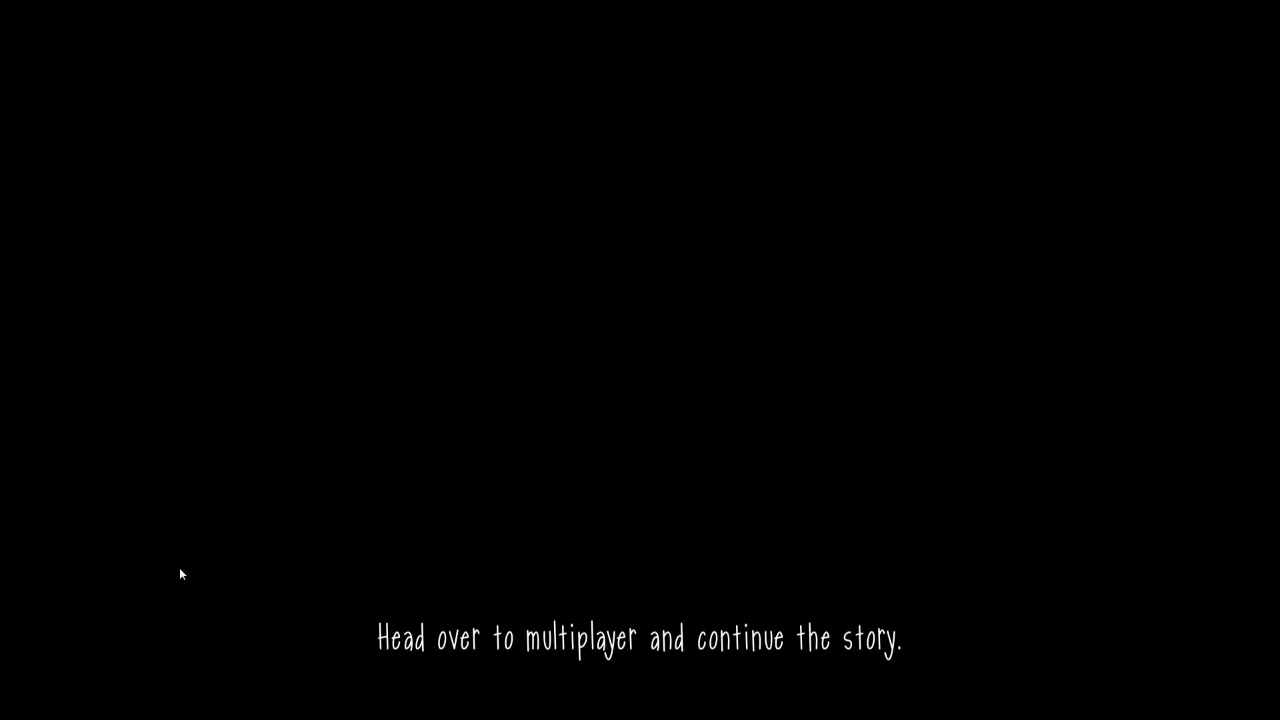 Head over to multiplayer and continue the story.